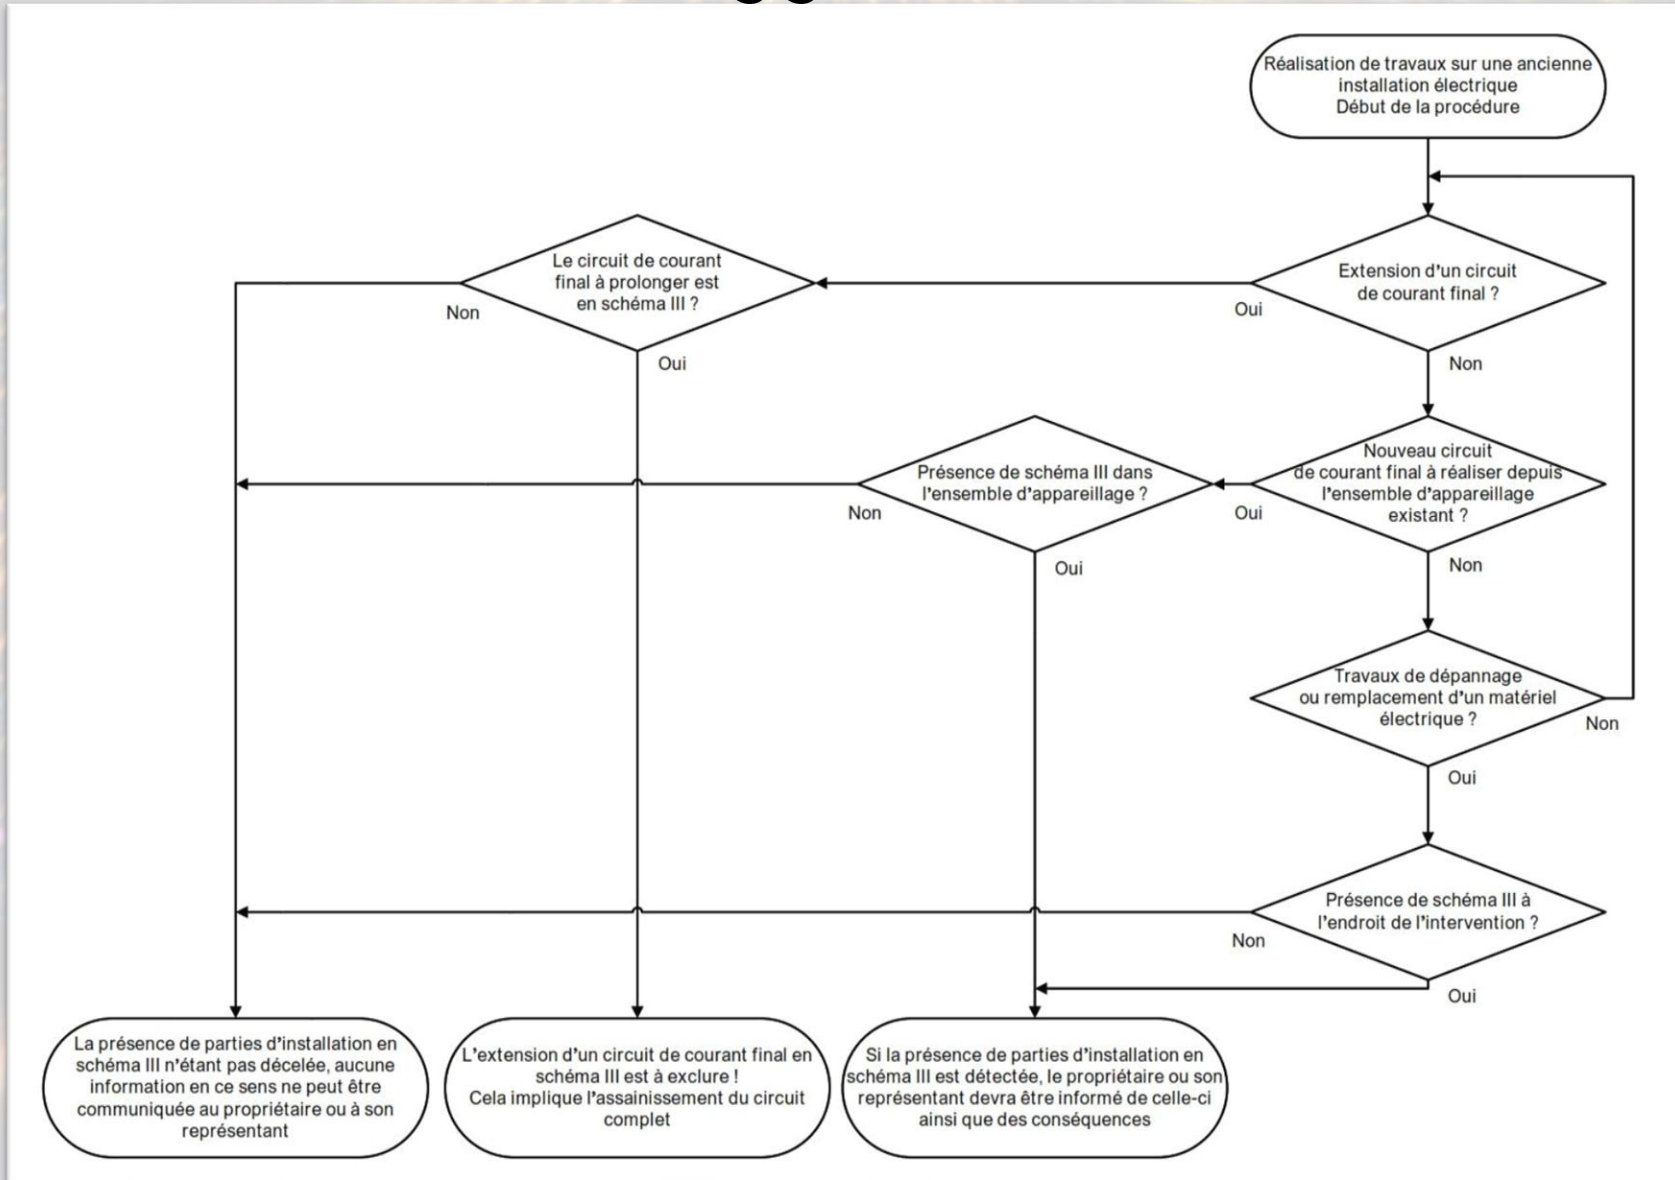 Réalisation de travaux sur une ancienne
installation électrique
Début de la procédure
Extension d'un circuit
de courant final ?
Oui
Non
Le circuit de courant
final à prolonger est
en schéma III ?
Non
Oui
Nouveau circuit
de courant final à réaliser depuis
l'ensemble d'appareillage
existant ?
Oui
Non
Présence de schéma III dans
l'ensemble d'appareillage ?
Non
Oui
Travaux de dépannage
ou remplacement d'un matériel
électrique ?
Non
Oui
Présence de schéma III à
l'endroit de l'intervention ?
Non
Oui
La présence de parties d'installation en
schéma III n'étant pas décelée, aucune
information en ce sens ne peut être
communiquée au propriétaire ou à son
représentant
L'extension d'un circuit de courant final en
schéma III est à exclure !
Cela implique l'assainissement du circuit
complet
Si la présence de parties d'installation en
schéma III est détectée, le propriétaire ou son
représentant devra être informé de celle-ci
ainsi que des conséquences